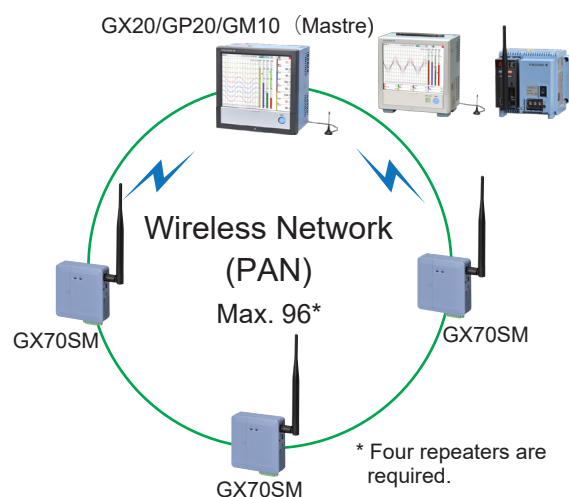 GX20/GP20/GM10（Mastre)
Wireless Network
(PAN)
Max. 96*
GX70SM
GX70SM
GX70SM
* Four repeaters are
required.